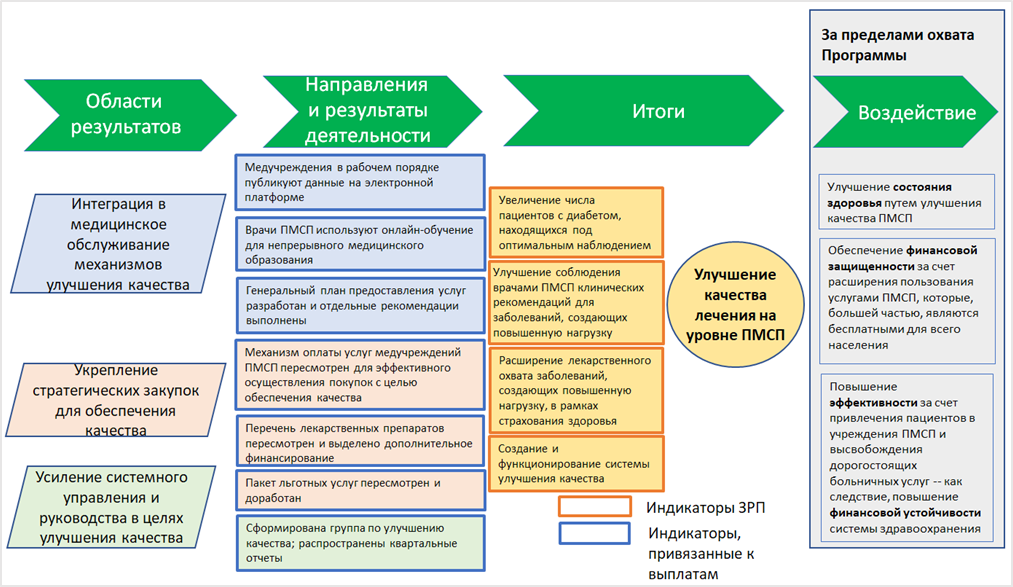 За пределами охвата
Программы
Области
результатов
Направления
и результаты
деятельности
Итоги
Воздействие
Интеграция в
медицинское
обслуживание
механизмов
улучшения качества
Укрепление
стратегических закупок
для обеспечения
качества
Усиление системного
управления и
руководства в целях
улучшения качества
Медучреждения в рабочем порядке
публикуют данные на электронной
платформе
Врачи ПМСП используют онлайн-обучение
для непрерывного медицинского
образования
Генеральный план предоставления услуг
разработан и отдельные рекомендации
выполнены
Механизм оплаты услуг медучреждений
ПМСП пересмотрен для эффективного
осуществления покупок с целью
обеспечения качества
Перечень лекарственных препаратов
пересмотрен и выделено дополнительное
финансирование
Пакет льготных услуг пересмотрен и
доработан
Сформирована группа по улучшению
качества; распространены квартальные
отчеты
Увеличение числа
пациентов с диабетом,
находящихся под
оптимальным наблюдением
Улучшение соблюдения
врачами ПМСП клинических
рекомендаций для
заболеваний, создающих
повышенную нагрузку
Расширение лекарственного
охвата заболеваний,
создающих повышенную
нагрузку, в рамках
страхования здоровья
Создание и
функционирование системы
улучшения качества
Индикаторы ЗРП
Индикаторы,
привязанные к
выплатам
Улучшение
качества
лечения на
уровне ПМСП
Улучшение состояния
здоровья путем улучшения
качества ПМСП
Обеспечение финансовой
защищенности за счет
расширения пользования
услугами ПМСП, которые,
большей частью, являются
бесплатными для всего
населения
Повышение
эффективности за счет
привлечения пациентов в
учреждения ПМСП и
высвобождения
дорогостоящих
больничных услуг -- как
следствие, повышение
финансовой устойчивости
системы здравоохранения